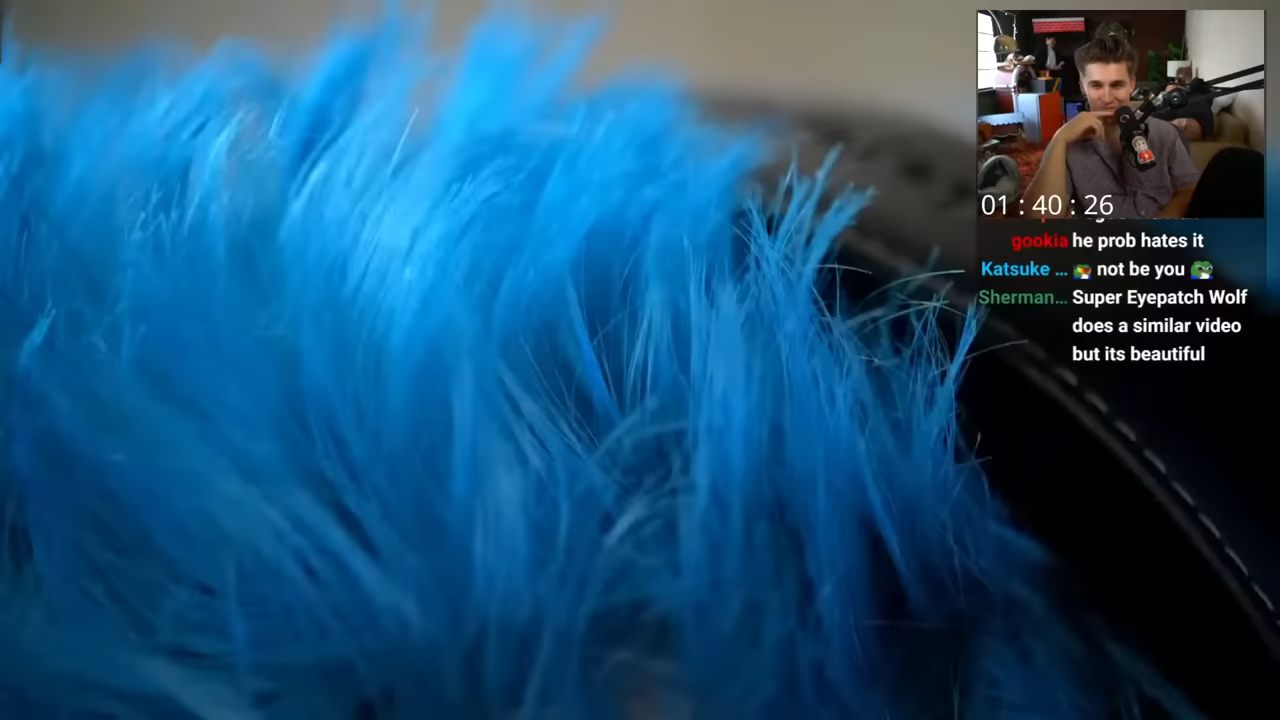 01 : 40 : 26
gookia he prob hates it
Katsuke ... not be you
Sherman... Super Eyepatch Wolf
does a similar video
but its beautiful